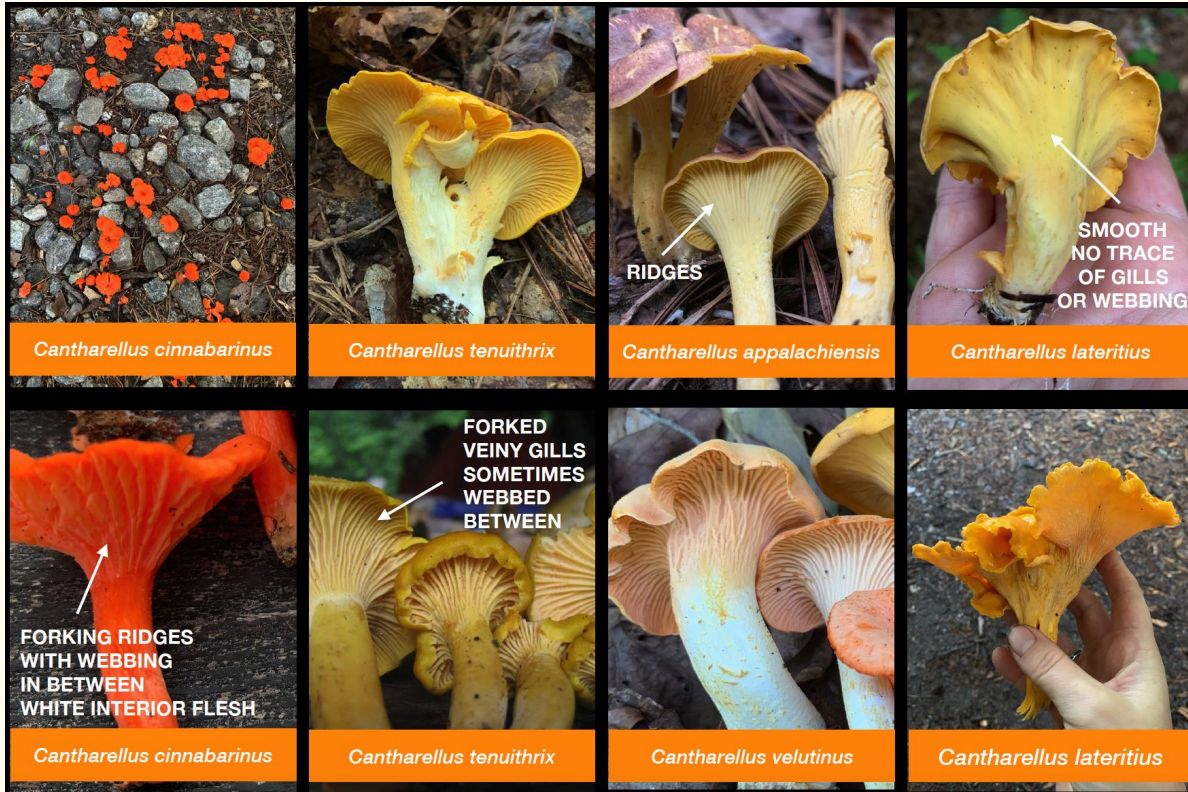 RIDGES
SMOOTH
NO TRACE
OF GILLS
OR WEBBING
Cantharellus cinnabarinus
Cantharellus tenuithrix
Cantharellus appalachiensis
Cantharellus lateritius
FORKING RIDGES
WITH WEBBING
IN BETWEEN
WHITE INTERIOR FLESH
FORKED
VEINY GILLS
SOMETIMES
WEBBED
BETWEEN
Cantharellus cinnabarinus
Cantharellus tenuithrix
Cantharellus velutinus
Cantharellus lateritius